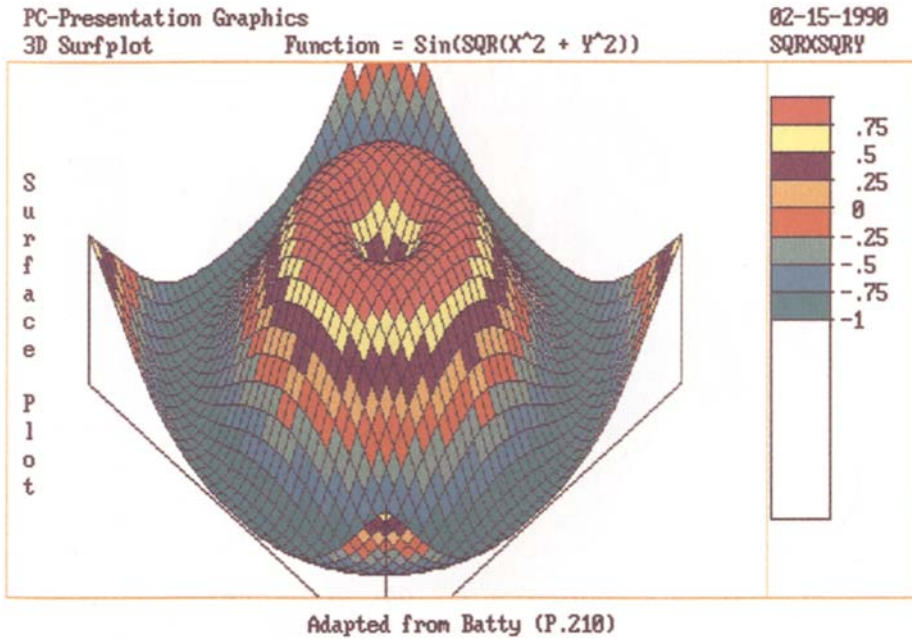 PC-Presentation Graphics
02-15-1990
3D Surfplot
Function = Sin(SQR(X^2 + Y^2))
SQRXSQRY
.75
.5
.25
0
-.25
-.5
-.75
-1
Surface Plot
Adapted from Batty (P.210)